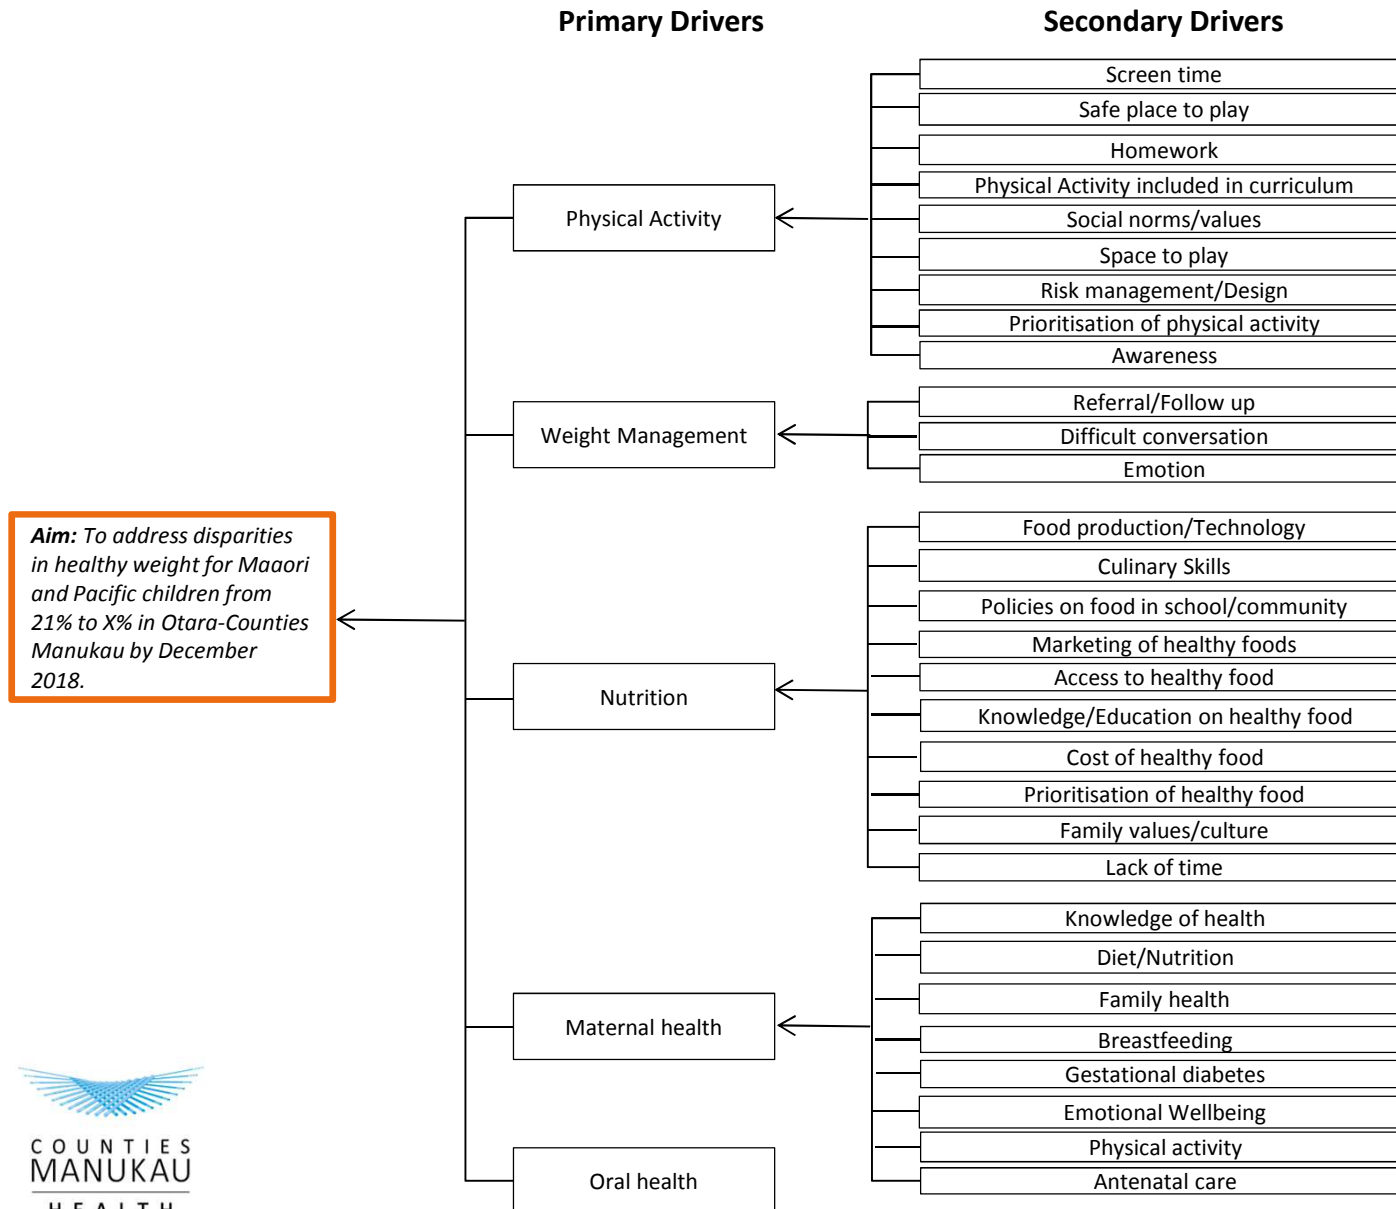 Primary Drivers
Secondary Drivers
Screen time
Safe place to play
Homework
Physical Activity included in curriculum
Social norms/values
Space to play
Risk management/Design
Prioritisation of physical activity
Awareness
Physical Activity
Referral/Follow up
Difficult conversation
Emotion
Weight Management
Aim: To address disparities
in healthy weight for Maaori
and Pacific children from
21% to X% in Otara-Counties
Manukau by December
2018.
Food production/Technology
Culinary Skills
Policies on food in school/community
Marketing of healthy foods
Access to healthy food
Knowledge/Education on healthy food
Cost of healthy food
Prioritisation of healthy food
Family values/culture
Lack of time
Nutrition
Knowledge of health
Diet/Nutrition
Family health
Breastfeeding
Gestational diabetes
Emotional Wellbeing
Physical activity
Antenatal care
Maternal health
Oral health
COUNTIES
MANUKAU
HEALTH